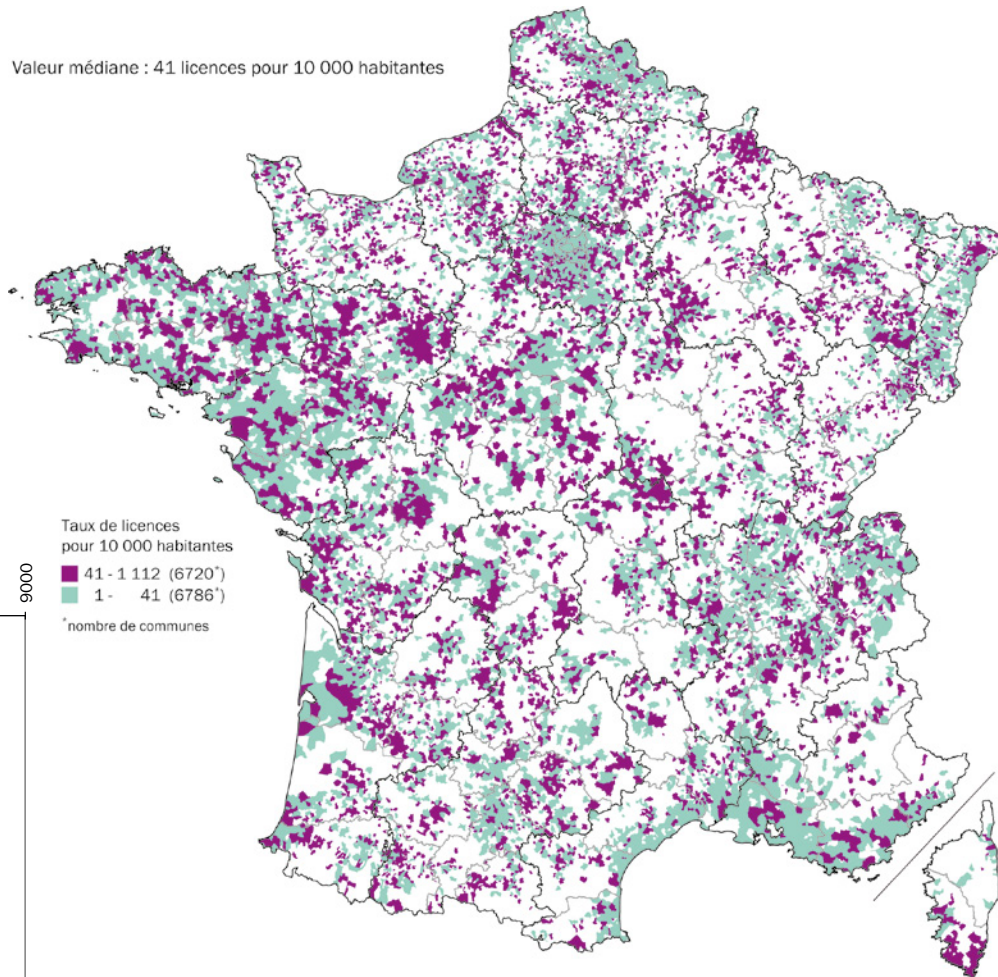 Valeur médiane : 41 licences pour 10 000 habitantes
Taux de licences
pour 10 000 habitantes
41 - 1 112 (6720*)
1 - 41 (6786*)
*nombre de communes
9000